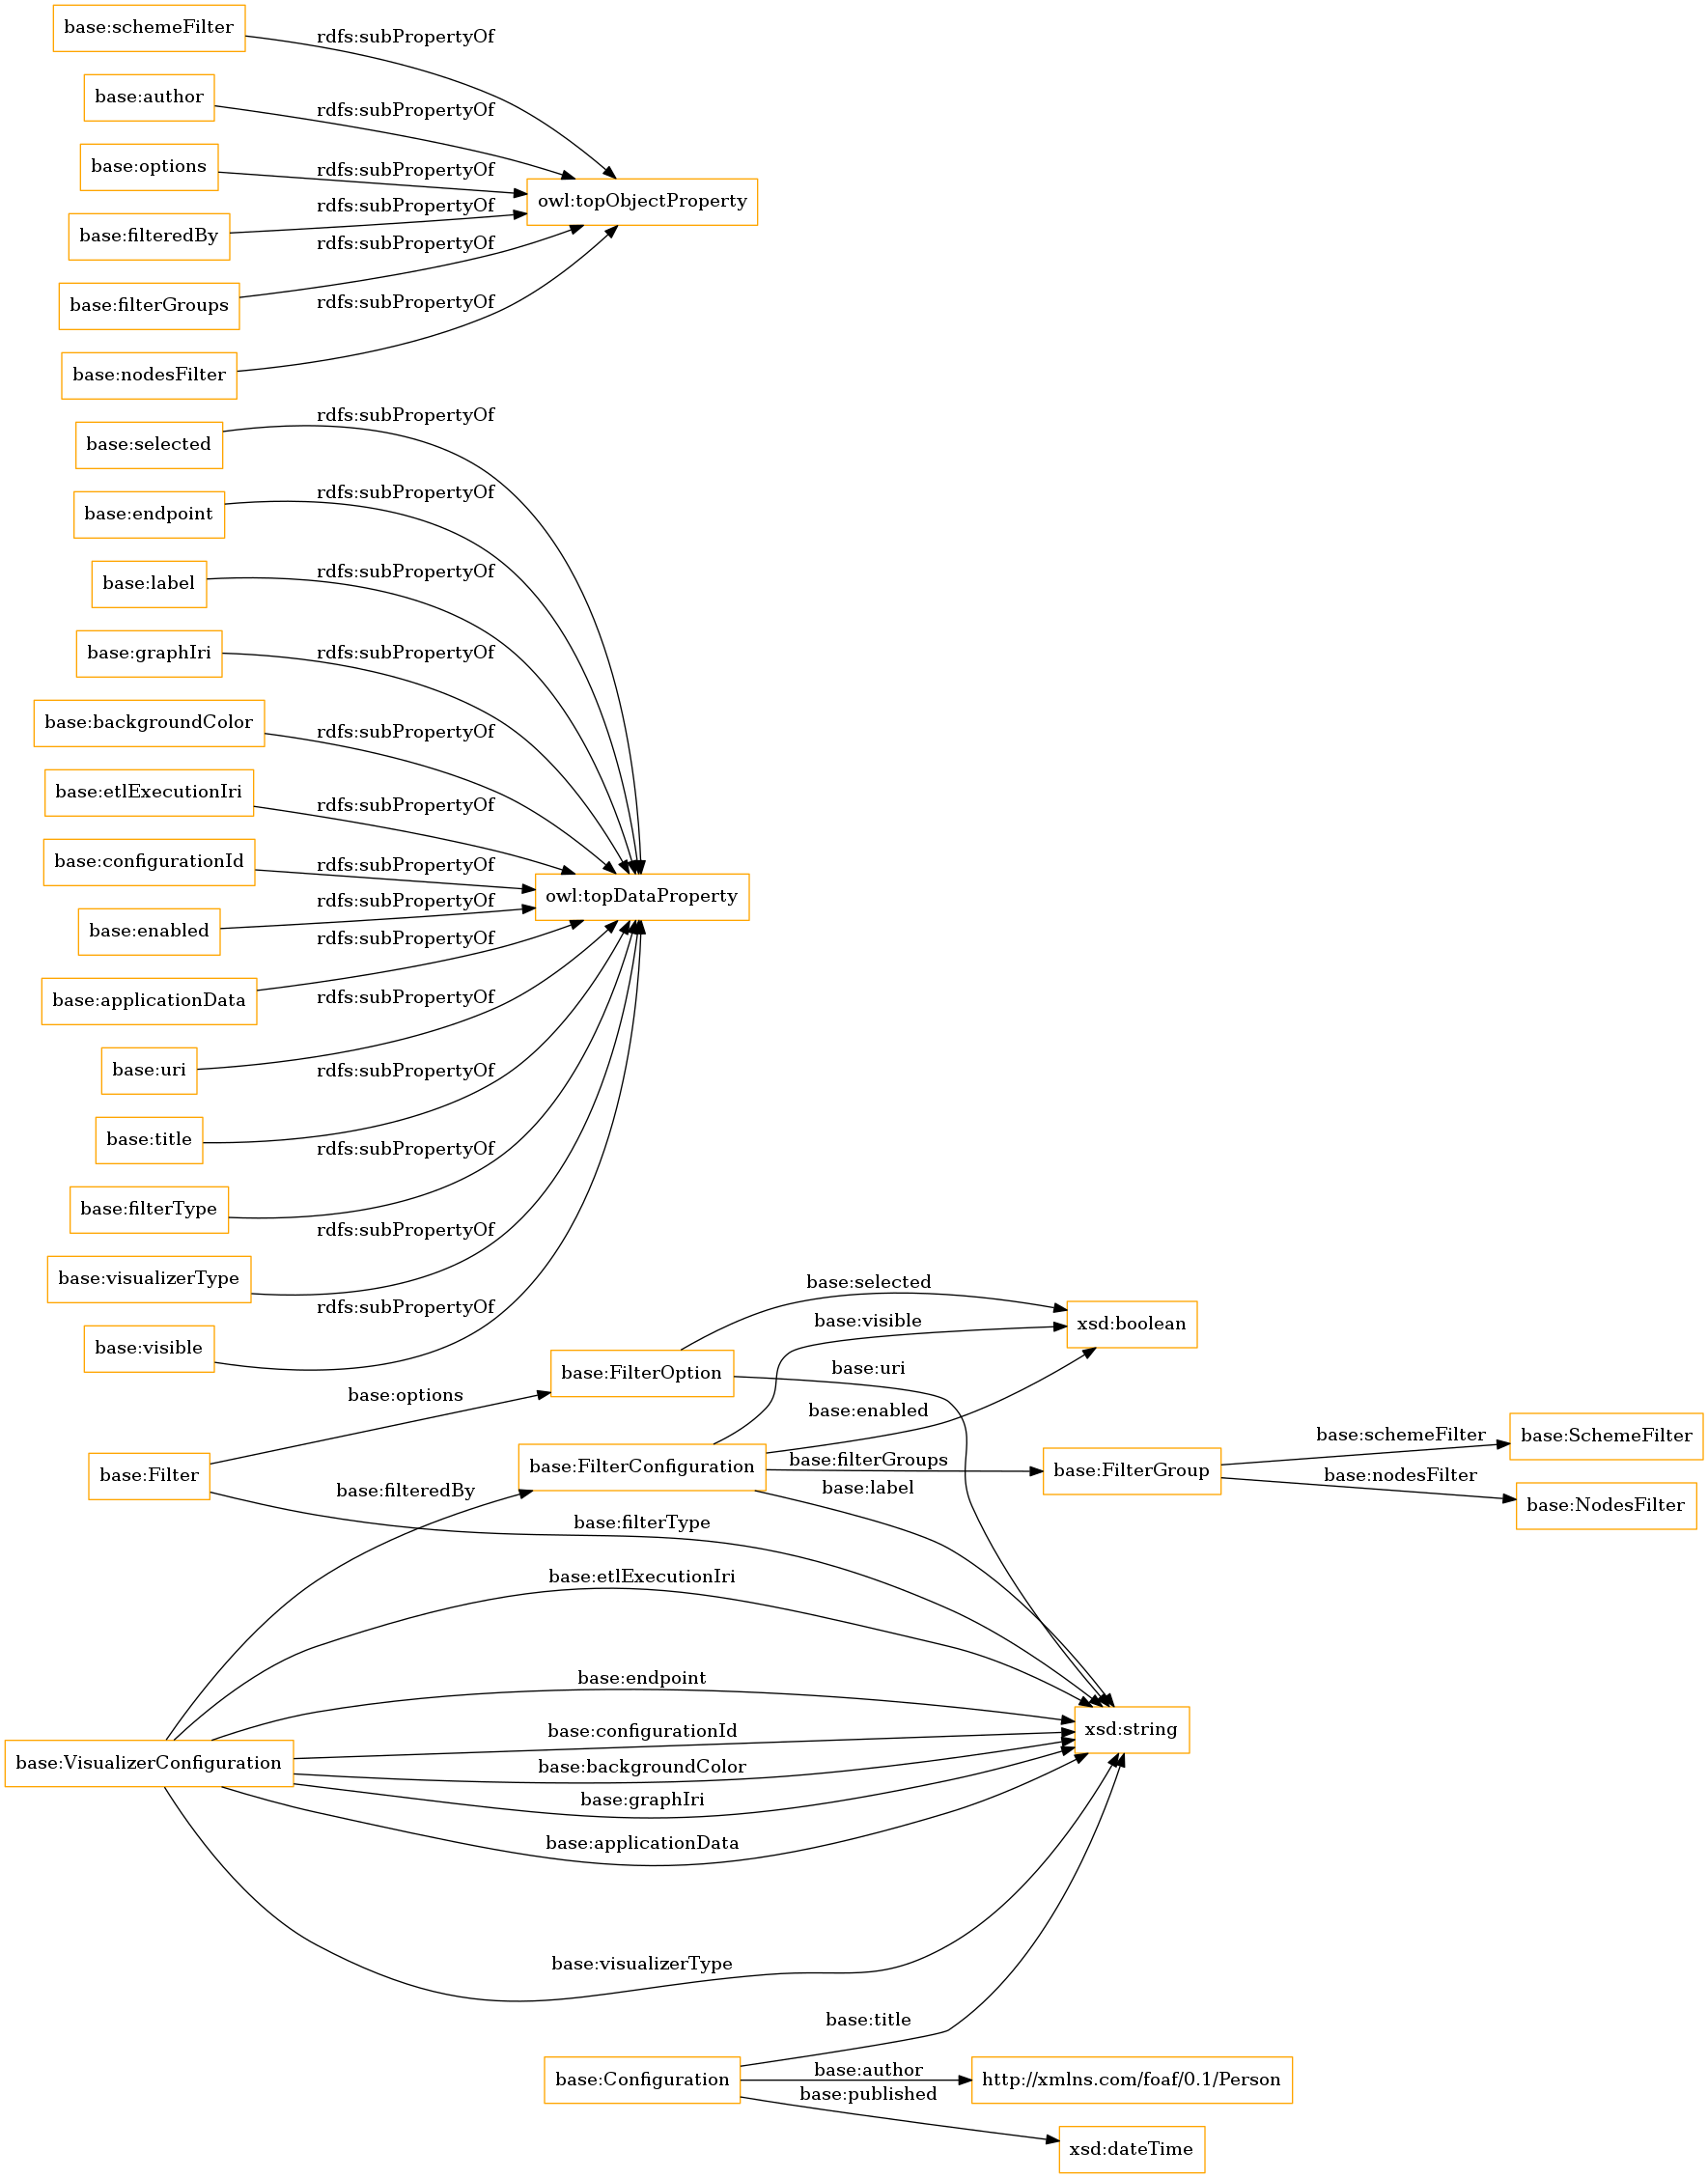 base:schemeFilter
rdfs:subPropertyOf
base:author
rdfs:subPropertyOf
base:options
rdfs:subPropertyOf
owl:topObjectProperty
base:filteredBy
rdfs:subPropertyOf
base:filterGroups
rdfs:subPropertyOf
base:nodesFilter
rdfs:subPropertyOf
base:selected
rdfs:subPropertyOf
base:endpoint
rdfs:subPropertyOf
base:label
rdfs:subPropertyOf
base:graphIri
rdfs:subPropertyOf
base:backgroundColor
rdfs:subPropertyOf
base:etlExecutionIri
rdfs:subPropertyOf
base:configurationId
rdfs:subPropertyOf
owl:topDataProperty
base:enabled
rdfs:subPropertyOf
base:applicationData
rdfs:subPropertyOf
base:uri
rdfs:subPropertyOf
base:title
rdfs:subPropertyOf
base:filterType
rdfs:subPropertyOf
base:visualizerType
rdfs:subPropertyOf
base:visible
rdfs:subPropertyOf
base:selected
base:visible
xsd:boolean
base:FilterOption
base:uri
base:options
base:enabled
base:Filter
base:FilterConfiguration
base:filterGroups
base:FilterGroup
base:schemeFilter
base:SchemeFilter
base:nodesFilter
base:NodesFilter
base:filteredBy
base:label
base:filterType
base:etlExecutionIri
base:endpoint
base:configurationId
xsd:string
base:VisualizerConfiguration
base:backgroundColor
base:graphIri
base:applicationData
base:visualizerType
base:title
base:Configuration
base:author
http://xmlns.com/foaf/0.1/Person
base:published
xsd:dateTime